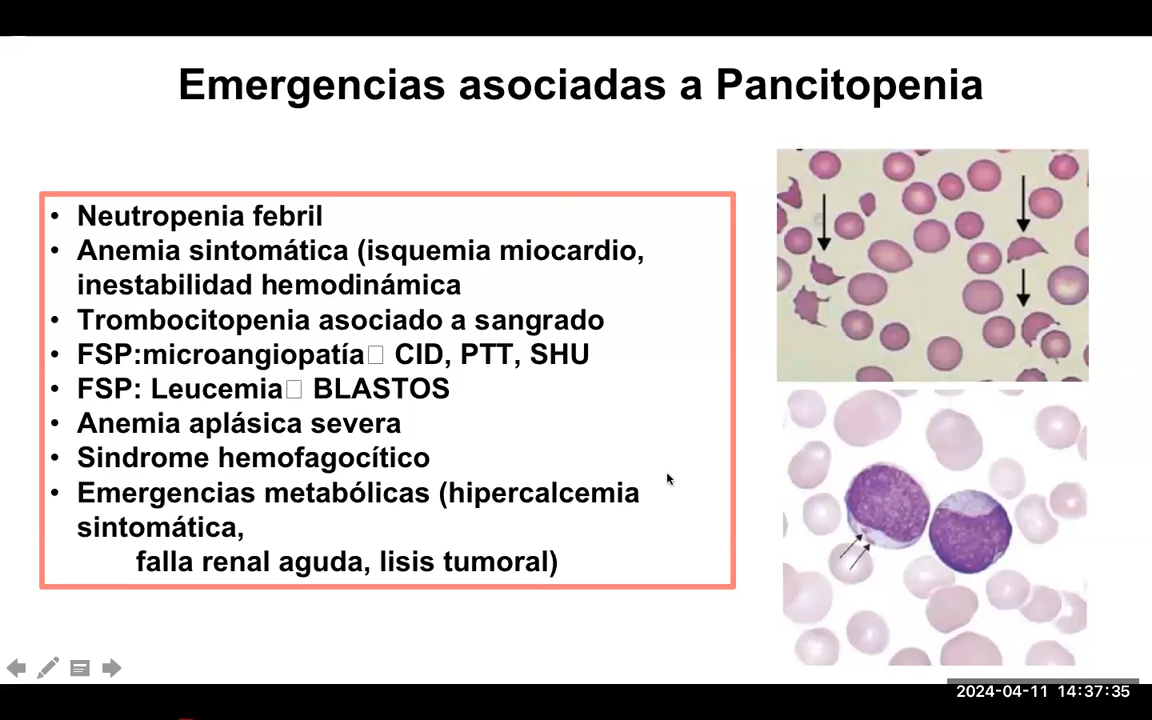 Emergencias asociadas a Pancitopenia
• Neutropenia febril
• Anemia sintomática (isquemia miocardio,
inestabilidad hemodinámica
• Trombocitopenia asociado a sangrado
• FSP:microangiopatía□ CID, PTT, SHU
• FSP: Leucemia□ BLASTOS
• Anemia aplásica severa
• Sindrome hemofagocítico
• Emergencias metabólicas (hipercalcemia
sintomática,
falla renal aguda, lisis tumoral)
2024-04-11 14:37:35